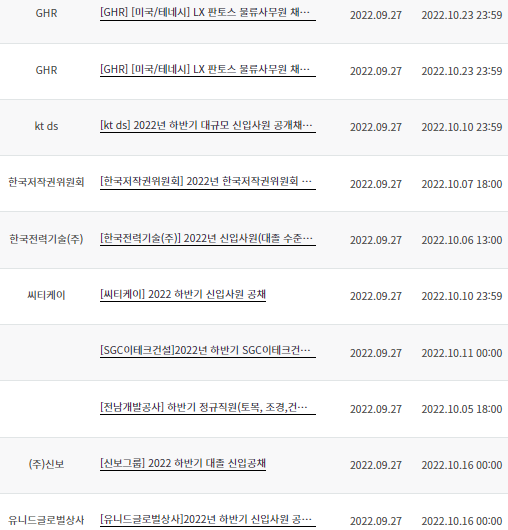 GHR [GHR] [미국/테네시] LX 판토스 물류사무원 채··· 2022.09.27 2022.10.23 23:59
GHR [GHR] [미국/테네시] LX 판토스 물류사무원 채··· 2022.09.27 2022.10.23 23:59
kt ds [kt ds] 2022년 하반기 대규모 신입사원 공개채··· 2022.09.27 2022.10.10 23:59
한국저작권위원회 [한국저작권위원회] 2022년 한국저작권위원회 ··· 2022.09.27 2022.10.07 18:00
한국전력기술(주) [한국전력기술(주)] 2022년 신입사원(대졸 수준··· 2022.09.27 2022.10.06 13:00
씨티케이 [씨티케이] 2022 하반기 신입사원 공채 2022.09.27 2022.10.10 23:59
[SGC이테크건설]2022년 하반기 SGC이테크건··· 2022.09.27 2022.10.11 00:00
[전남개발공사] 하반기 정규직원(토목, 조경,건··· 2022.09.27 2022.10.05 18:00
(주)신보 [신보그룹] 2022 하반기 대졸 신입공채 2022.09.27 2022.10.16 00:00
유니드글로벌상사 [유니드글로벌상사]2022년 하반기 신입사원 공··· 2022.09.27 2022.10.16 00:00